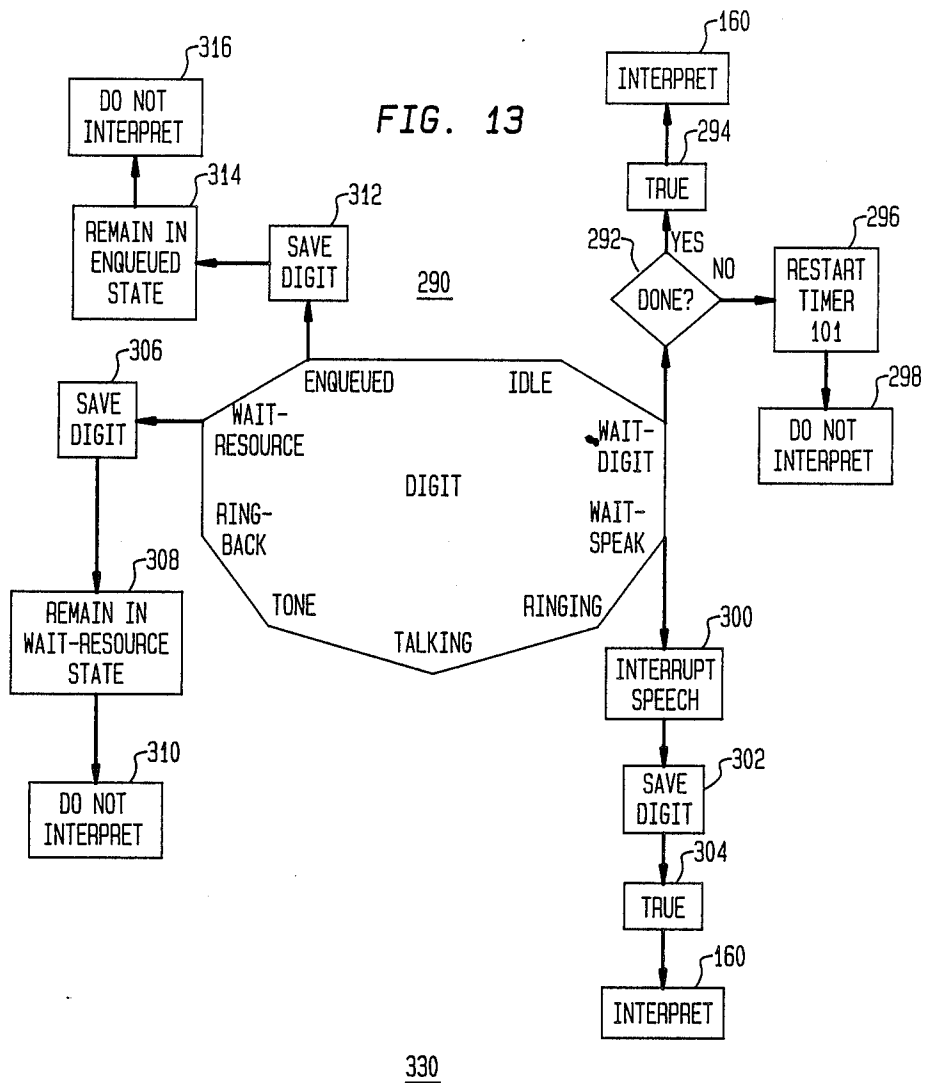 316
DO NOT
INTERPRET
314
REMAIN IN
ENQUEUED
STATE
312
SAVE
DIGIT
FIG. 13
290
160
INTERPRET
294
TRUE
292
YES
DONE?
NO
296
RESTART
TIMER
101
298
DO NOT
INTERPRET
306
SAVE
DIGIT
308
REMAIN IN
WAIT-RESOURCE
STATE
310
DO NOT
INTERPRET
ENQUEUED
IDLE
WAIT-
RESOURCE
WAIT-
DIGIT
DIGIT
RING-
BACK
WAIT-
SPEAK
TONE
TALKING
RINGING
300
INTERRUPT
SPEECH
302
SAVE
DIGIT
304
TRUE
160
INTERPRET
330